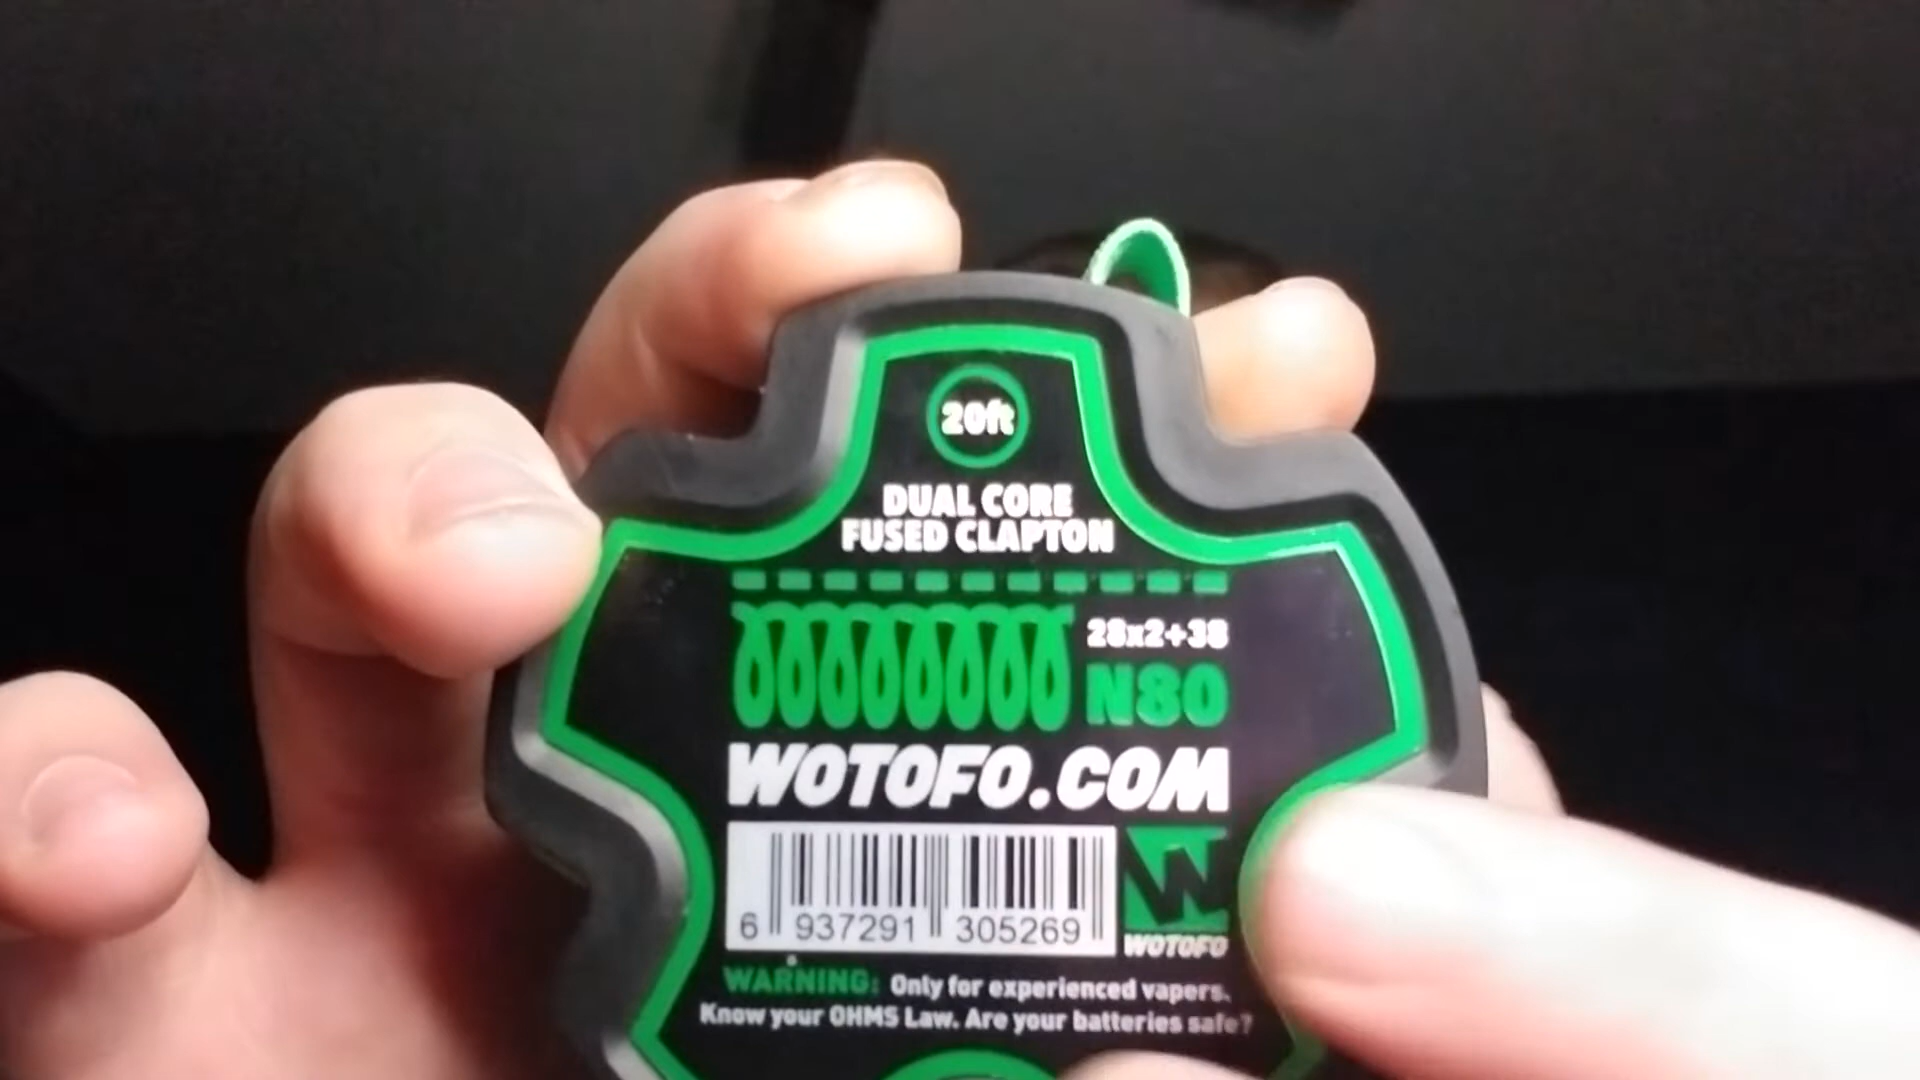 20ft
DUAL CORE
FUSED CLAPTON
28x2+38
N80
WOTOFO.COM
6 937291 305269
WOTOFO
WARNING: Only for experienced vapers.
Know your OHMS Law. Are your batteries safe?